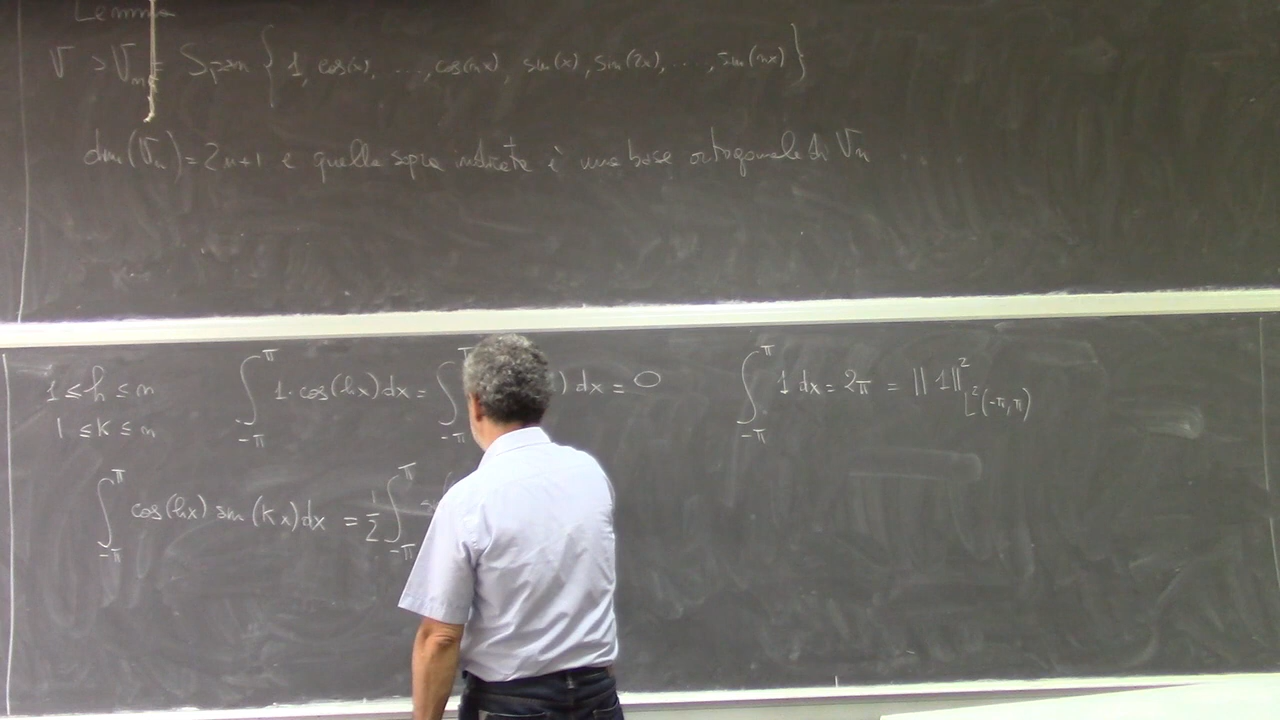 Lemma
V > V_n = Span { 1, cos(x), ...., cos(nx), sin(x), sin(2x), ...., sin(nx) }
dim(V_n) = 2n+1 e quella sopra indicata è una base ortogonale di V_n
1 ≤ h ≤ n ∫_{-π}^{π} 1·cos(hx)dx = ∫_{-π}^{π} ) dx = 0 ∫_{-π}^{π} 1 dx = 2π = ||1||²_{L²(-π,π)}
1 ≤ K ≤ n
∫_{-π}^{π} cos(hx) sin(Kx)dx = 1/2 ∫_{-π}^{π}